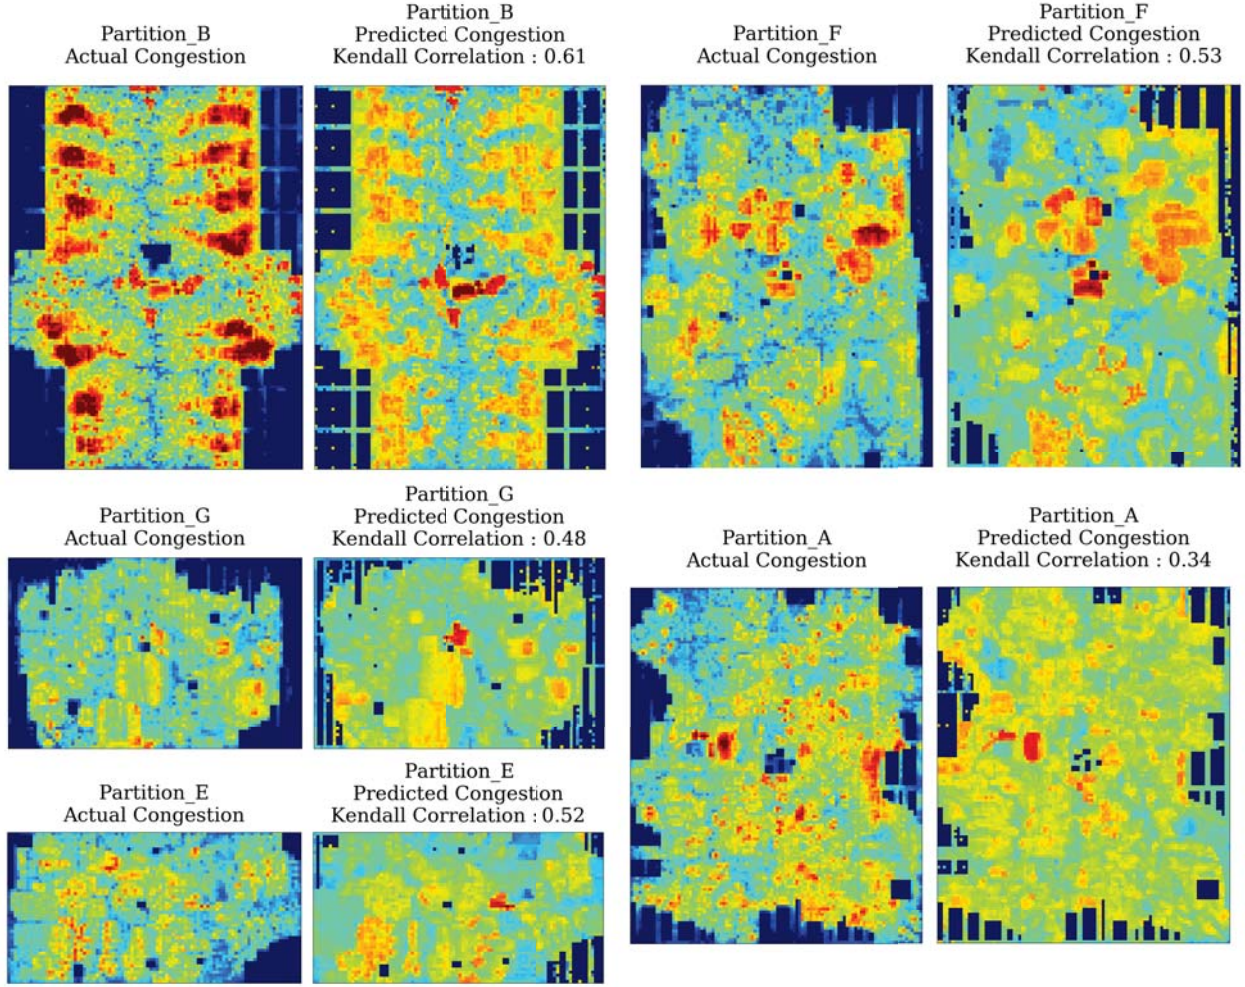 Partition_B
Actual Congestion
Partition_B
Predicted Congestion
Kendall Correlation : 0.61
Partition_F
Actual Congestion
Partition_F
Predicted Congestion
Kendall Correlation : 0.53
Partition_G
Actual Congestion
Partition_G
Predicted Congestion
Kendall Correlation : 0.48
Partition_A
Actual Congestion
Partition_A
Predicted Congestion
Kendall Correlation : 0.34
Partition_E
Actual Congestion
Partition_E
Predicted Congestion
Kendall Correlation : 0.52